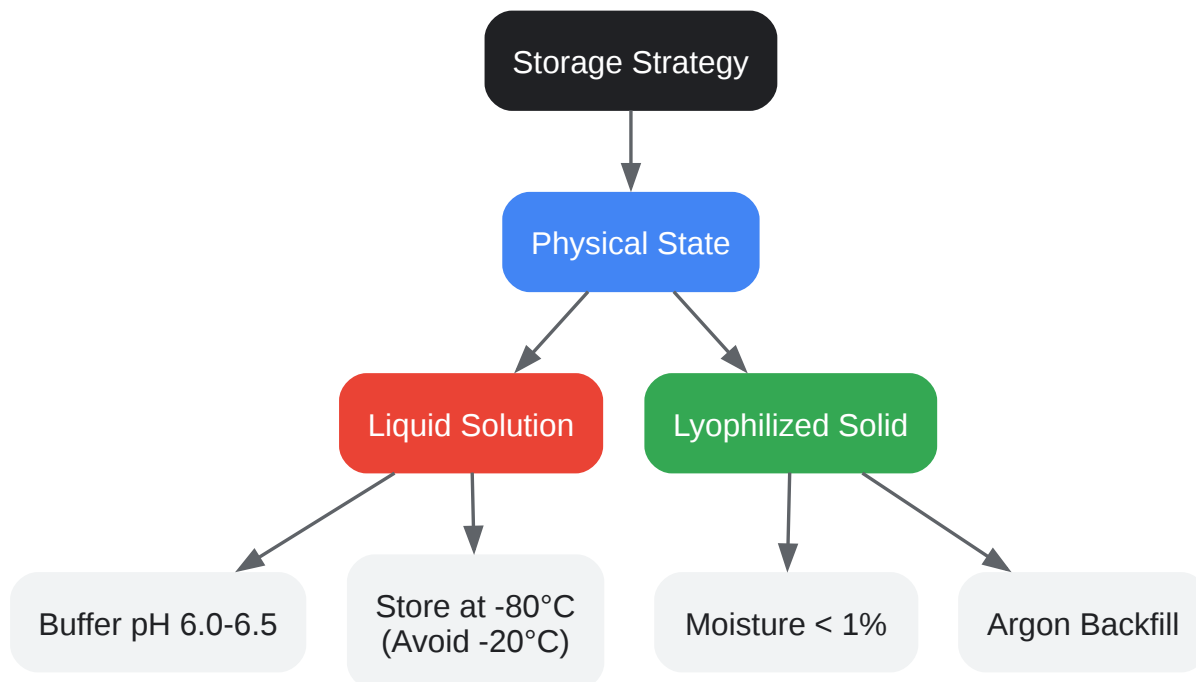 Storage Strategy
Physical State
Liquid Solution
Lyophilized Solid
Buffer pH 6.0-6.5
Store at -80°C
(Avoid -20°C)
Moisture < 1%
Argon Backfill